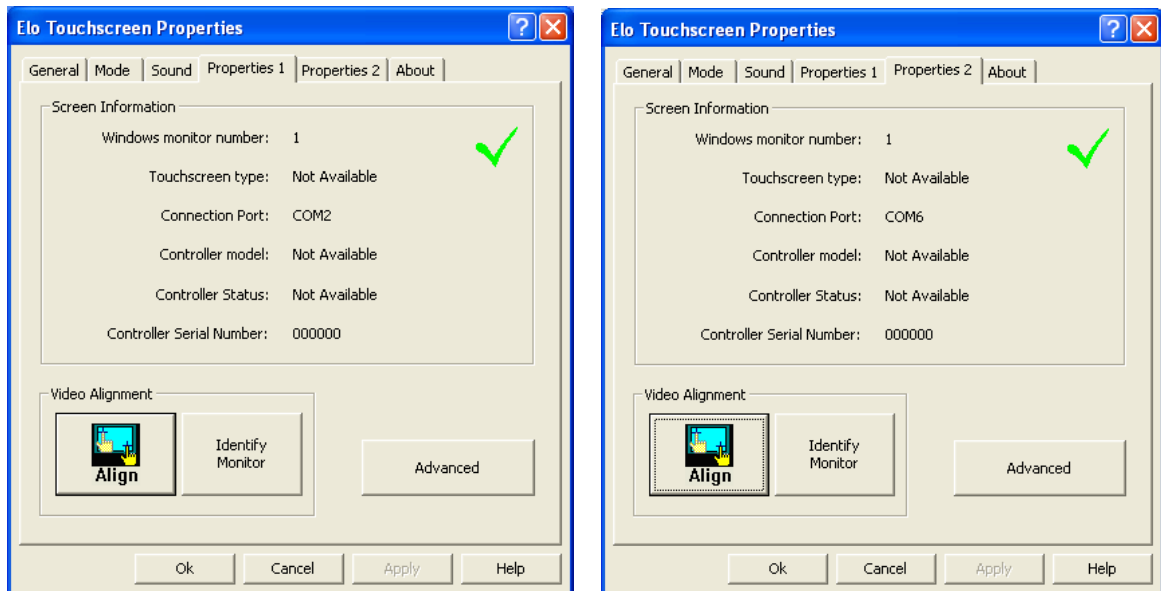 Elo Touchscreen Properties
General Mode Sound Properties 1 Properties 2 About
Screen Information
Windows monitor number: 1
Touchscreen type: Not Available
Connection Port: COM2
Controller model: Not Available
Controller Status: Not Available
Controller Serial Number: 000000
Video Alignment
Align
Identify
Monitor
Advanced
Ok Cancel Apply Help
Elo Touchscreen Properties
General Mode Sound Properties 1 Properties 2 About
Screen Information
Windows monitor number: 1
Touchscreen type: Not Available
Connection Port: COM6
Controller model: Not Available
Controller Status: Not Available
Controller Serial Number: 000000
Video Alignment
Align
Identify
Monitor
Advanced
Ok Cancel Apply Help